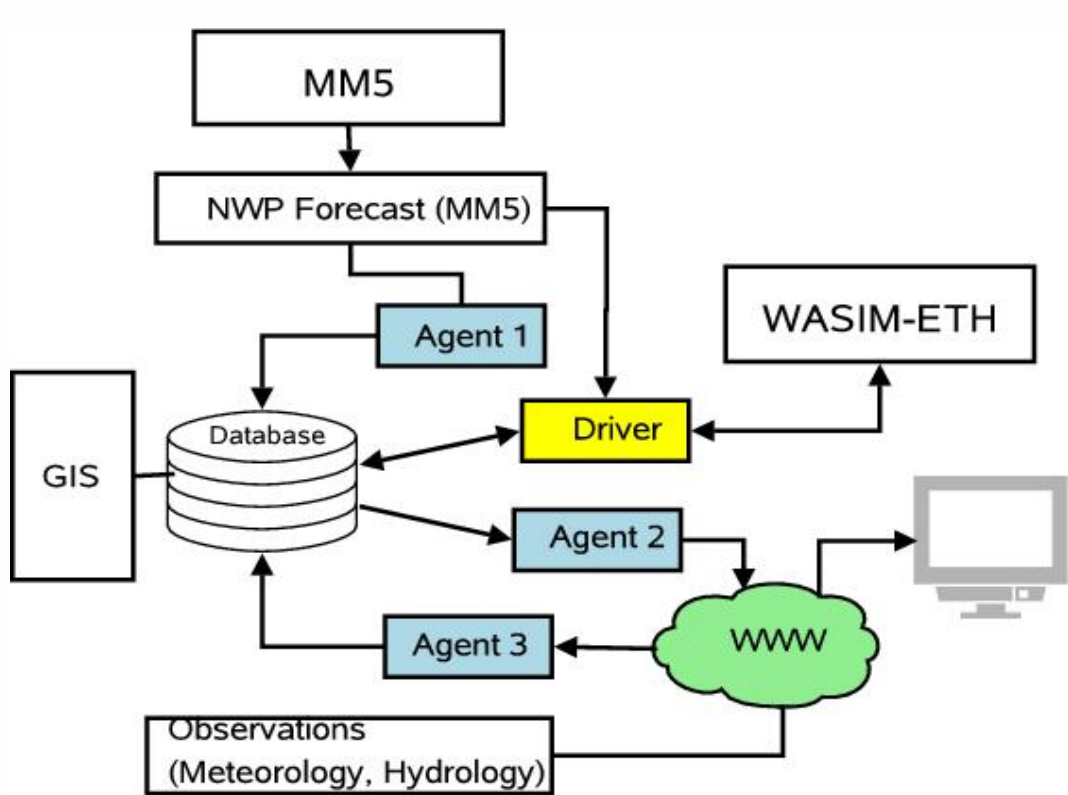 MM5
NWP Forecast (MM5)
Agent 1
WASIM-ETH
Database
Driver
GIS
Agent 2
Agent 3
WWW
Observations
(Meteorology, Hydrology)